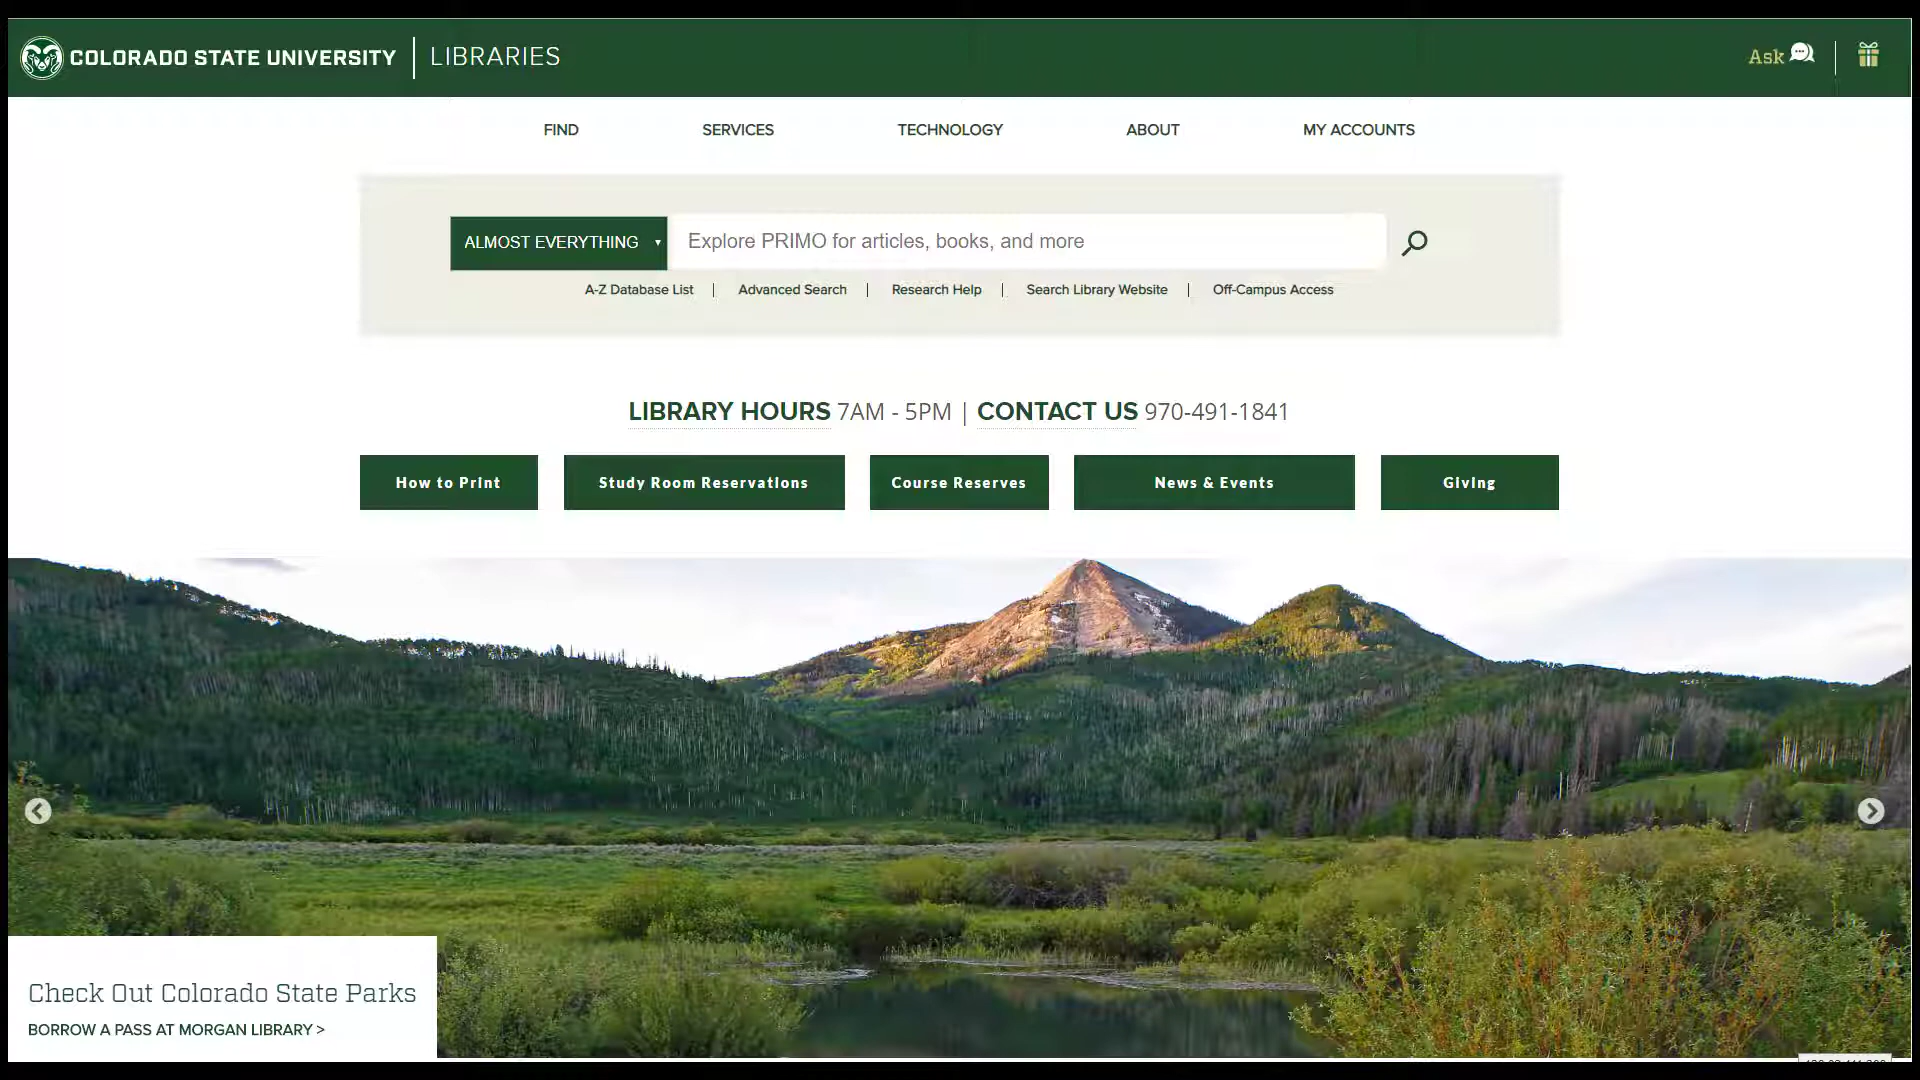 COLORADO STATE UNIVERSITY LIBRARIES Ask
FIND SERVICES TECHNOLOGY ABOUT MY ACCOUNTS
ALMOST EVERYTHING Explore PRIMO for articles, books, and more
A-Z Database List | Advanced Search | Research Help | Search Library Website | Off-Campus Access
LIBRARY HOURS 7AM - 5PM | CONTACT US 970-491-1841
How to Print Study Room Reservations Course Reserves News & Events Giving
Check Out Colorado State Parks
BORROW A PASS AT MORGAN LIBRARY >